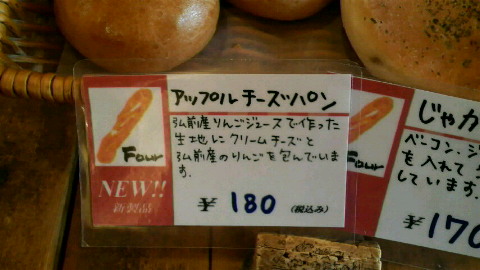 アップルチーズパン
弘前産りんごジュースで作った
生地にクリームチーズと
弘前産のりんごを包んでいま
す.
Four
NEW!!
新製品
¥ 180 (税込み)
じゃか
ベーコン・ジ
を入れて
しています.
¥ 170